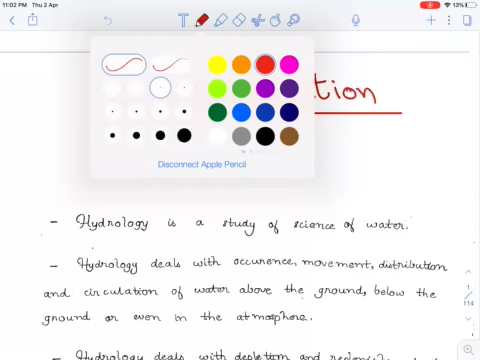 11:02 PM Thu 2 Apr
13%
Disconnect Apple Pencil
- Hydrology is a study of science of water.
- Hydrology deals with occurence, movement, distribution
and circulation of water above the ground, below the
ground or even in the atmosphere.
- Hydrology deals with depletion and
1
114